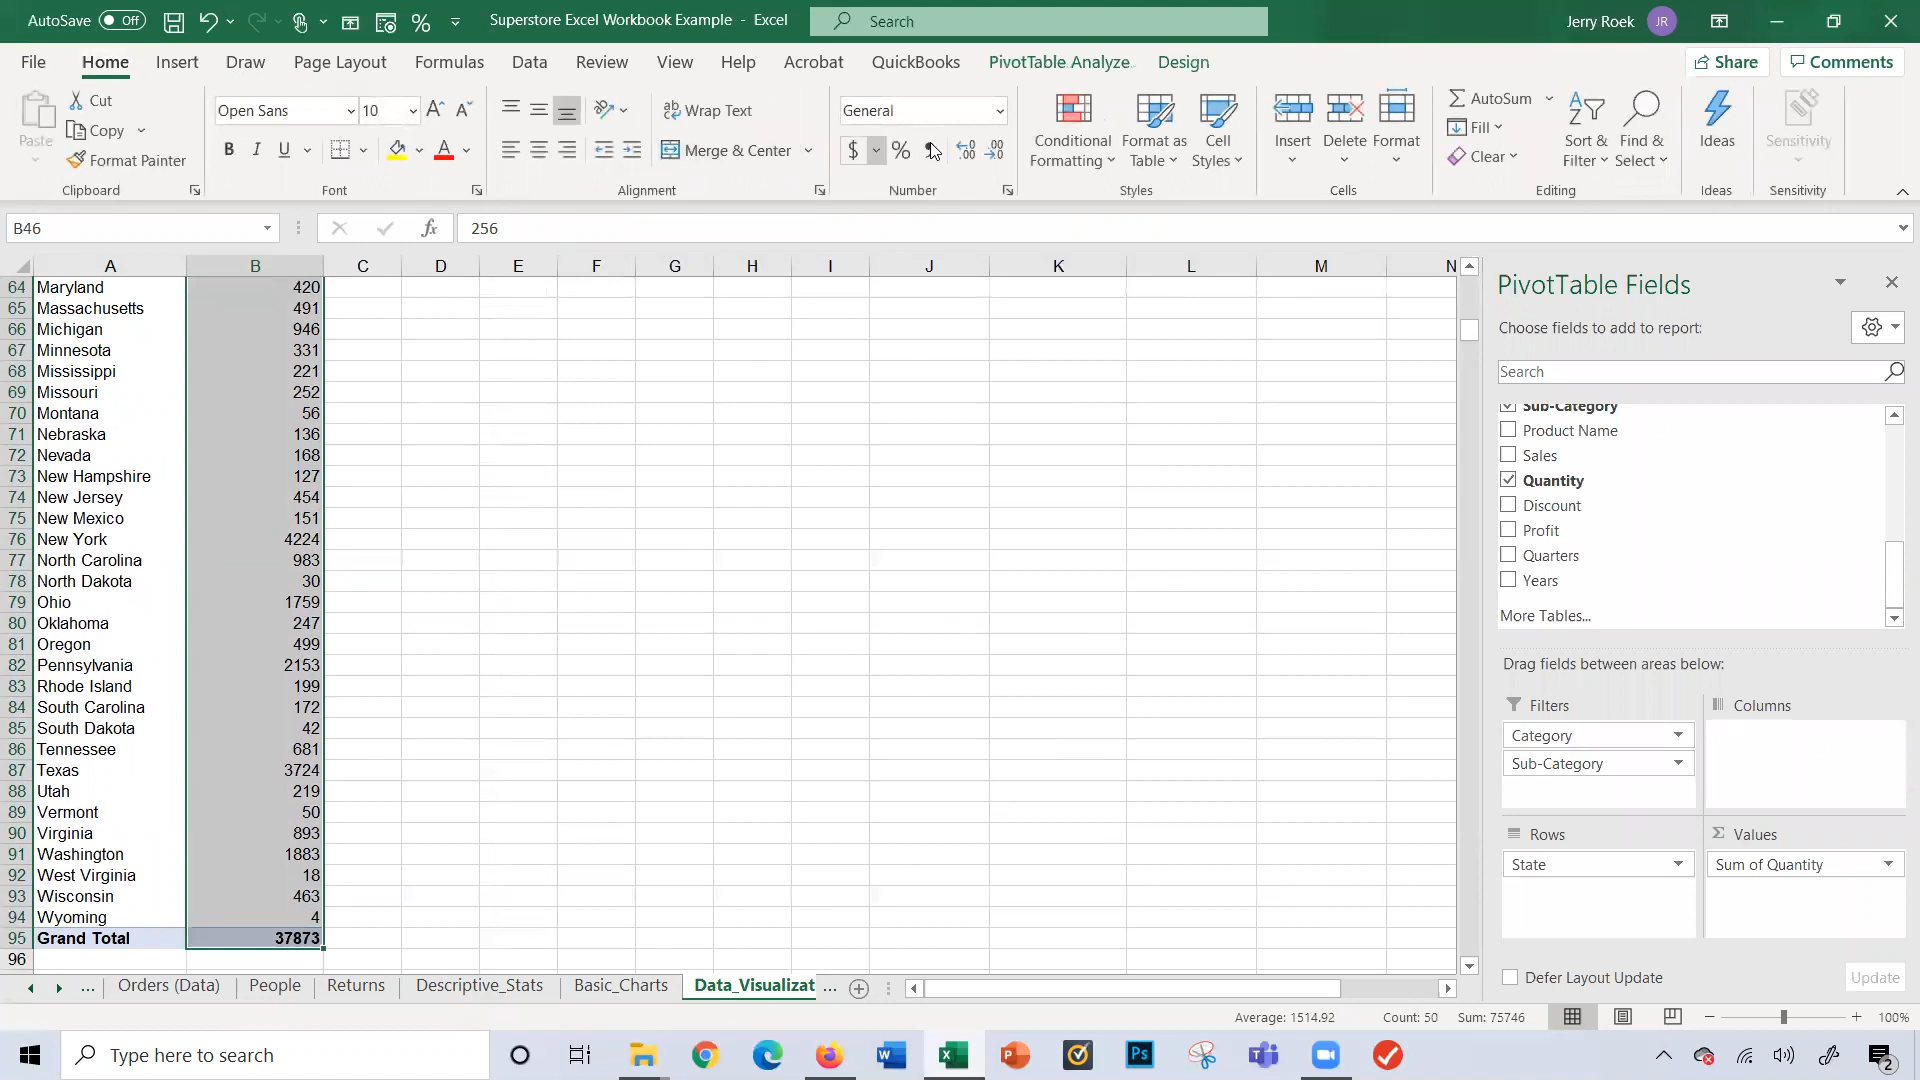 AutoSave Off Superstore Excel Workbook Example - Excel Search Jerry Roek JR
File Home Insert Draw Page Layout Formulas Data Review View Help Acrobat QuickBooks PivotTable Analyze Design Share Comments
Paste Cut Copy Format Painter Clipboard
Open Sans 10 B I U A Font
Wrap Text Merge & Center Alignment
General $ % Number
Conditional Formatting Format as Table Cell Styles Styles
Insert Delete Format Cells
AutoSum Fill Clear Sort & Filter Find & Select Editing
Ideas Ideas
Sensitivity Sensitivity
B46 fx 256
A B C D E F G H I J K L M N
64 Maryland 420
65 Massachusetts 491
66 Michigan 946
67 Minnesota 331
68 Mississippi 221
69 Missouri 252
70 Montana 56
71 Nebraska 136
72 Nevada 168
73 New Hampshire 127
74 New Jersey 454
75 New Mexico 151
76 New York 4224
77 North Carolina 983
78 North Dakota 30
79 Ohio 1759
80 Oklahoma 247
81 Oregon 499
82 Pennsylvania 2153
83 Rhode Island 199
84 South Carolina 172
85 South Dakota 42
86 Tennessee 681
87 Texas 3724
88 Utah 219
89 Vermont 50
90 Virginia 893
91 Washington 1883
92 West Virginia 18
93 Wisconsin 463
94 Wyoming 4
95 Grand Total 37873
96
PivotTable Fields
Choose fields to add to report:
Search
Sub-Category
Product Name
Sales
Quantity
Discount
Profit
Quarters
Years
More Tables...
Drag fields between areas below:
Filters Columns
Category
Sub-Category
Rows Σ Values
State Sum of Quantity
Defer Layout Update Update
... Orders (Data) People Returns Descriptive_Stats Basic_Charts Data_Visualizat ...
Average: 1514.92 Count: 50 Sum: 75746 100%
Type here to search 2